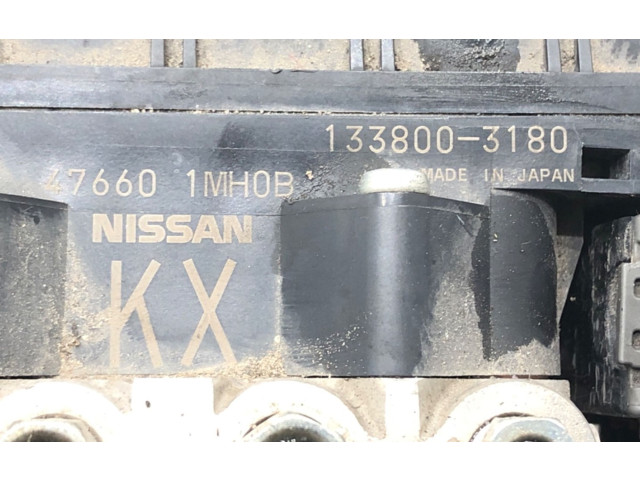 133800-3180
47660 1MH0B
MADE IN JAPAN
NISSAN
KX